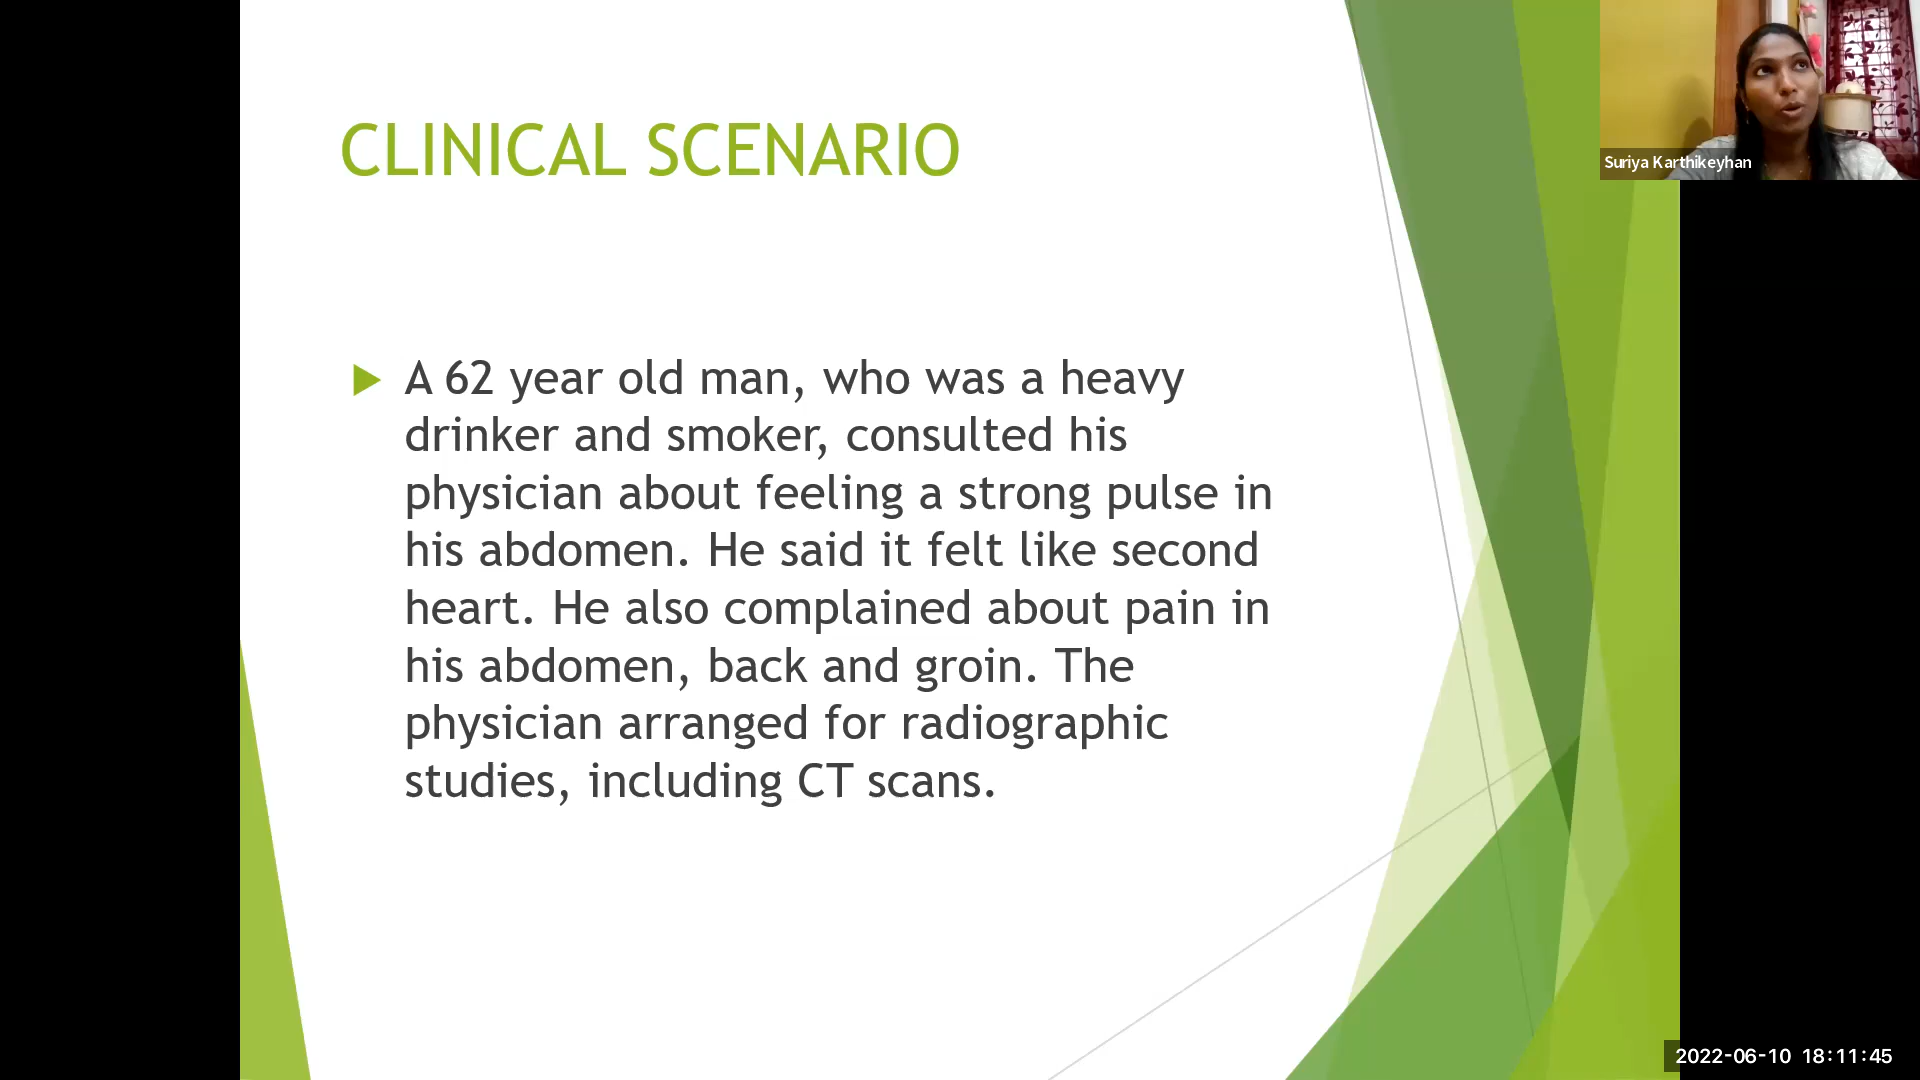 CLINICAL SCENARIO
A 62 year old man, who was a heavy
drinker and smoker, consulted his
physician about feeling a strong pulse in
his abdomen. He said it felt like second
heart. He also complained about pain in
his abdomen, back and groin. The
physician arranged for radiographic
studies, including CT scans.
Suriya Karthikeyhan
2022-06-10 18:11:45